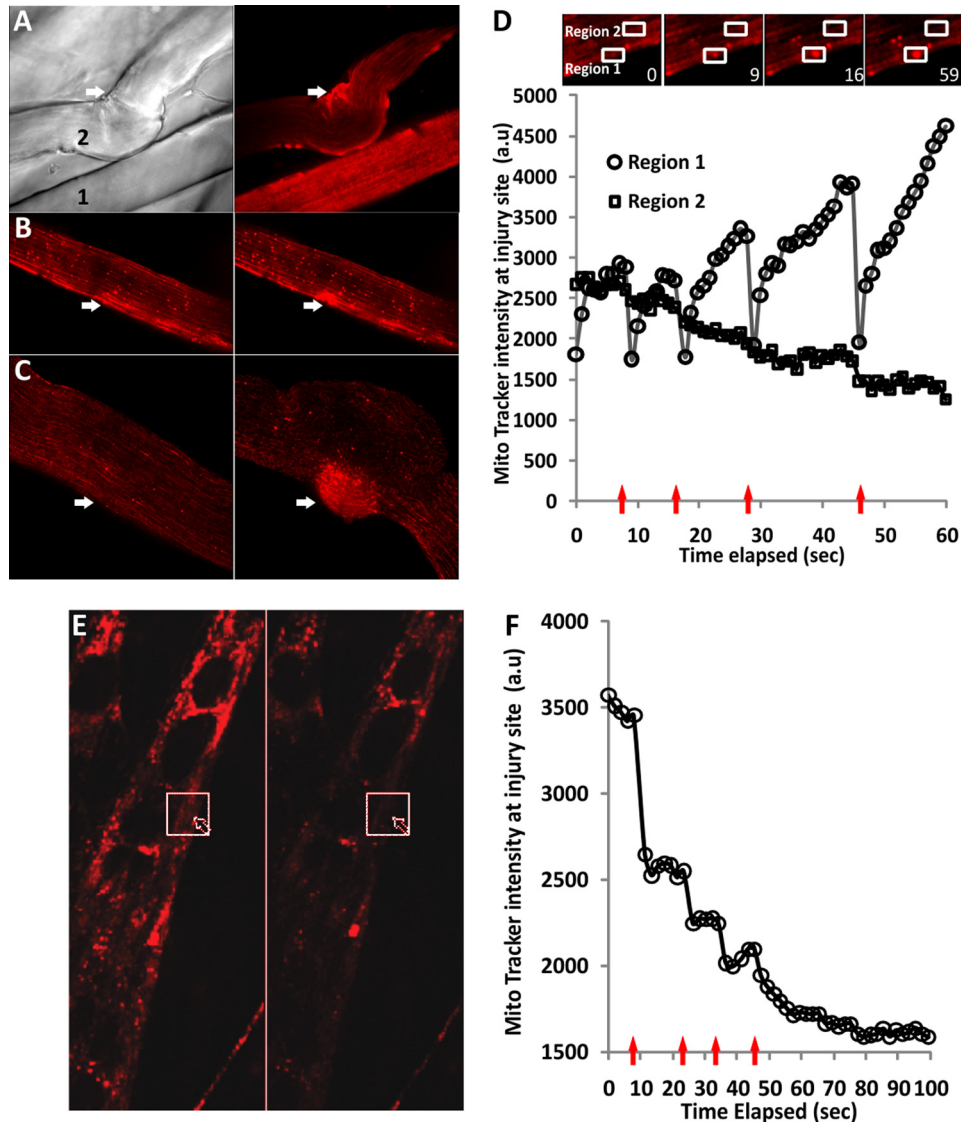 A
2
1
B
C
D
Region 2
Region 1
0
9
16
59
Mito Tracker intensity at injury site (a.u)
5000
4500
4000
3500
3000
2500
2000
1500
1000
500
0
Region 1
Region 2
0 10 20 30 40 50 60
Time elapsed (sec)
E
F
Mito Tracker intensity at injury site (a.u)
4000
3500
3000
2500
2000
1500
0 10 20 30 40 50 60 70 80 90 100
Time Elapsed (sec)